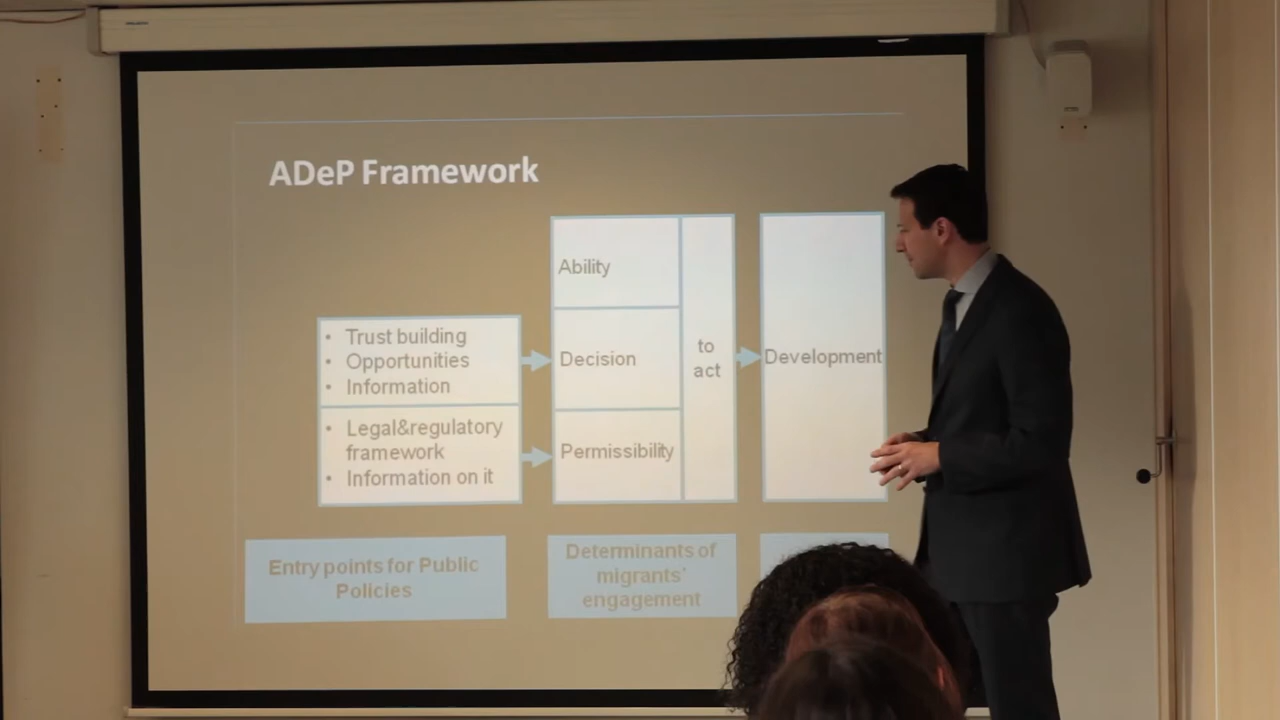 ADeP Framework
• Trust building
• Opportunities
• Information
• Legal&regulatory
framework
• Information on it
Ability
Decision
Permissibility
to
act
Development
Entry points for Public
Policies
Determinants of
migrants'
engagement